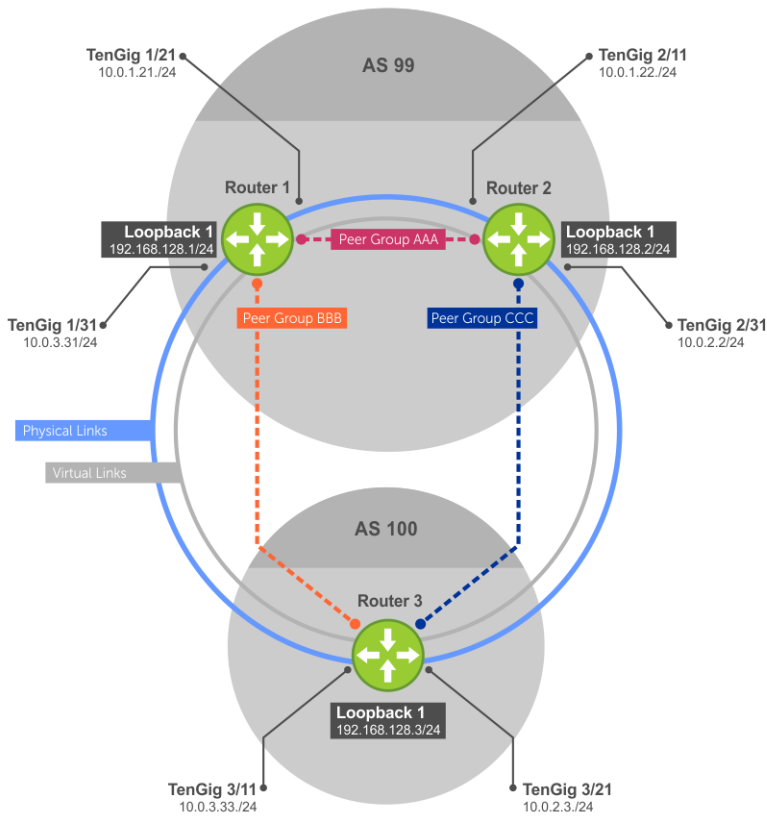 TenGig 1/21
10.0.1.21./24
AS 99
TenGig 2/11
10.0.1.22./24
Router 1
Router 2
Loopback 1
192.168.128.1/24
Peer Group AAA
Loopback 1
192.168.128.2/24
TenGig 1/31
10.0.3.31/24
Peer Group BBB
Peer Group CCC
TenGig 2/31
10.0.2.2/24
Physical Links
Virtual Links
AS 100
Router 3
Loopback 1
192.168.128.3/24
TenGig 3/11
10.0.3.33./24
TenGig 3/21
10.0.2.3./24